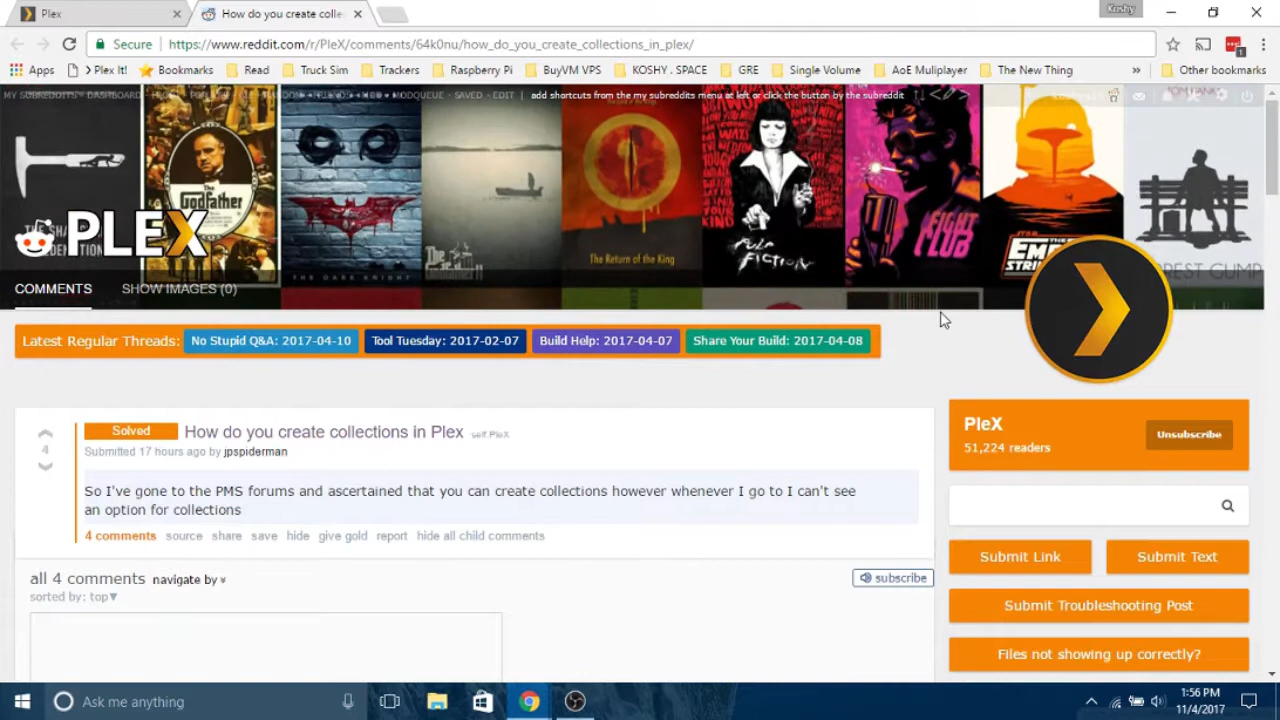 Plex
How do you create colle
Koshy
Secure
https://www.reddit.com/r/PleX/comments/64k0nu/how_do_you_create_collections_in_plex/
Apps
Plex It!
Bookmarks
Read
Truck Sim
Trackers
Raspberry Pi
BuyVM VPS
KOSHY . SPACE
GRE
Single Volume
AoE Muliplayer
The New Thing
»
Other bookmarks
MY SUBREDDITS
DASHBOARD
MODQUEUE - SAVED - EDIT | add shortcuts from the my subreddits menu at left or click the button by the subreddit
The Godfather
THE DARK KNIGHT
The Return of the King
PULP FICTION
FIGHT CLUB
PLEX
COMMENTS
SHOW IMAGES (0)
Latest Regular Threads:
No Stupid Q&A: 2017-04-10
Tool Tuesday: 2017-02-07
Build Help: 2017-04-07
Share Your Build: 2017-04-08
4
Solved How do you create collections in Plex self.PleX
Submitted 17 hours ago by jpspiderman
So I've gone to the PMS forums and ascertained that you can create collections however whenever I go to I can't see
an option for collections
4 comments source share save hide give gold report hide all child comments
all 4 comments navigate by
sorted by: top▼
subscribe
PleX
51,224 readers
Unsubscribe
Submit Link
Submit Text
Submit Troubleshooting Post
Files not showing up correctly?
Ask me anything
1:56 PM
11/4/2017